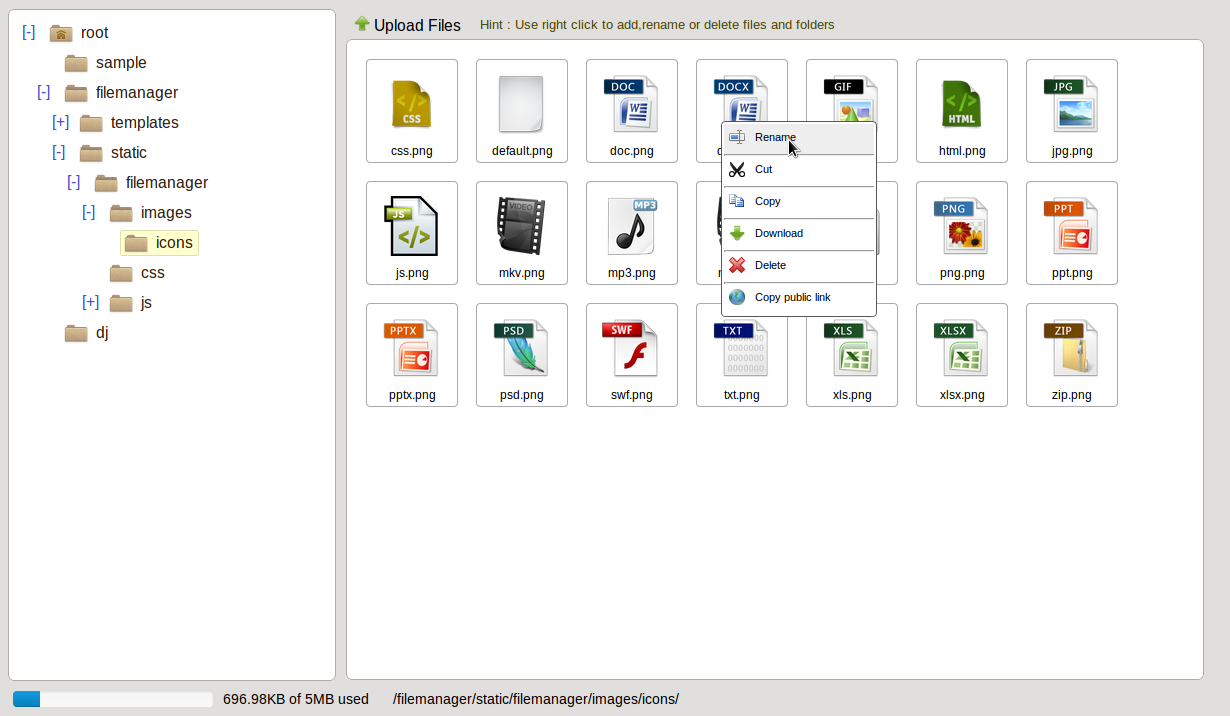 [-] root
sample
[-] filemanager
[+] templates
[-] static
[-] filemanager
[-] images
icons
css
[+] js
dj
Upload Files Hint : Use right click to add,rename or delete files and folders
CSS
css.png
default.png
DOC
doc.png
DOCX
GIF
HTML
html.png
JPG
jpg.png
Rename
Cut
Copy
Download
Delete
Copy public link
JS
js.png
VIDEO
mkv.png
MP3
mp3.png
PNG
png.png
PPT
ppt.png
PPTX
pptx.png
PSD
psd.png
SWF
swf.png
TXT
txt.png
XLS
xls.png
XLSX
xlsx.png
ZIP
zip.png
696.98KB of 5MB used /filemanager/static/filemanager/images/icons/